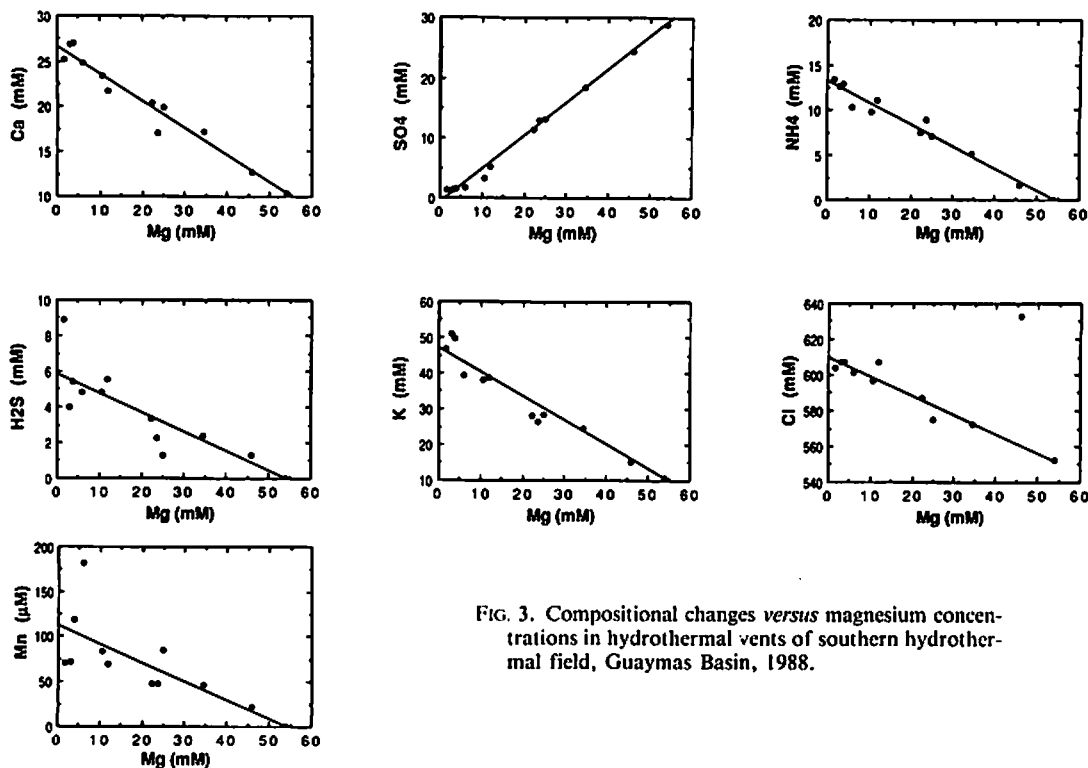 30
25
20
15
10
Ca (mM)
0 10 20 30 40 50 60
Mg (mM)
30
20
10
0
SO4 (mM)
0 10 20 30 40 50 60
Mg (mM)
20
15
10
5
0
NH4 (mM)
0 10 20 30 40 50 60
Mg (mM)
10
8
6
4
2
0
H2S (mM)
0 10 20 30 40 50 60
Mg (mM)
60
50
40
30
20
10
K (mM)
0 10 20 30 40 50 60
Mg (mM)
640
620
600
580
560
540
Cl (mM)
0 10 20 30 40 50 60
Mg (mM)
200
150
100
50
0
Mn (µM)
0 10 20 30 40 50 60
Mg (mM)
FIG. 3. Compositional changes versus magnesium concen-
trations in hydrothermal vents of southern hydrother-
mal field, Guaymas Basin, 1988.